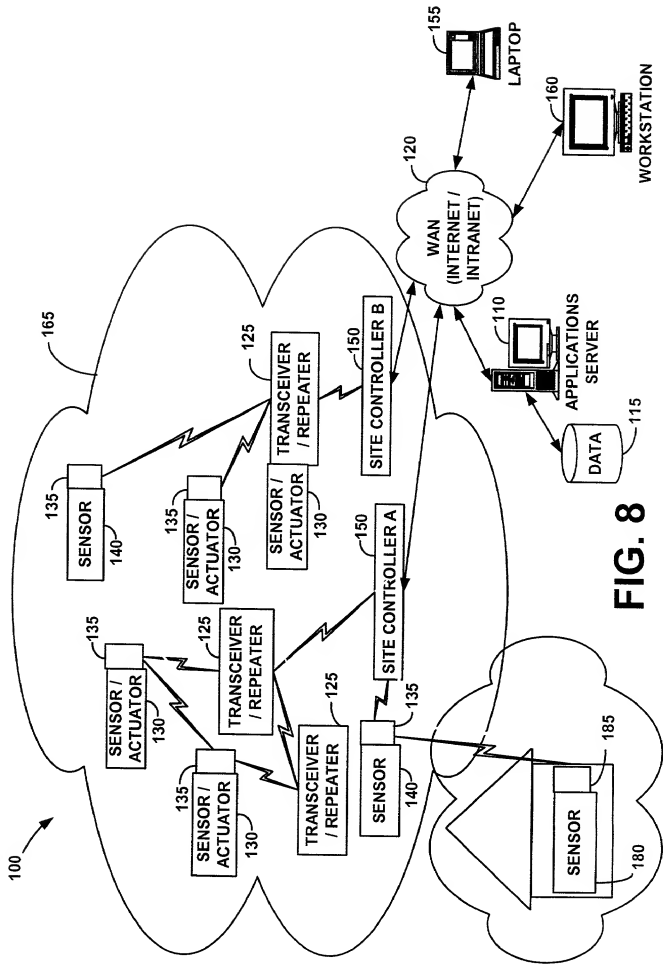 100
165
135
SENSOR
140
135
SENSOR /
ACTUATOR
130
125
TRANSCEIVER
/ REPEATER
SENSOR /
ACTUATOR
130
150
SITE CONTROLLER B
135
SENSOR /
ACTUATOR
130
125
TRANSCEIVER
/ REPEATER
135
SENSOR /
ACTUATOR
130
125
TRANSCEIVER
/ REPEATER
150
SITE CONTROLLER A
135
SENSOR
140
SENSOR
185
180
120
WAN
(INTERNET /
INTRANET)
155
LAPTOP
160
WORKSTATION
110
APPLICATIONS
SERVER
DATA
115
FIG. 8